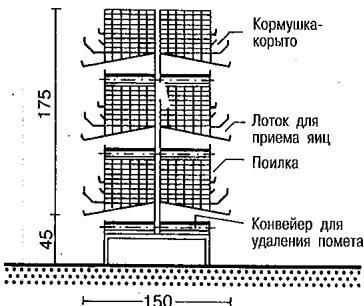 Кормушка-
корыто
Лоток для
приема яиц
Поилка
Конвейер для
удаления помета
175
45
150